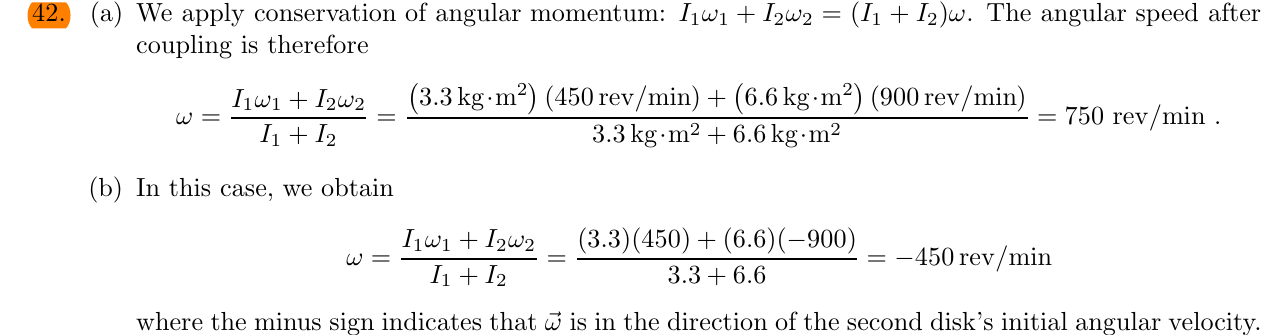 42. (a) We apply conservation of angular momentum: I₁ω₁ + I₂ω₂ = (I₁ + I₂)ω. The angular speed after
coupling is therefore
ω = (I₁ω₁ + I₂ω₂)/(I₁ + I₂) = ((3.3 kg·m²) (450 rev/min) + (6.6 kg·m²) (900 rev/min))/(3.3 kg·m² + 6.6 kg·m²) = 750 rev/min .
(b) In this case, we obtain
ω = (I₁ω₁ + I₂ω₂)/(I₁ + I₂) = ((3.3)(450) + (6.6)(−900))/(3.3 + 6.6) = −450 rev/min
where the minus sign indicates that ω⃗ is in the direction of the second disk's initial angular velocity.